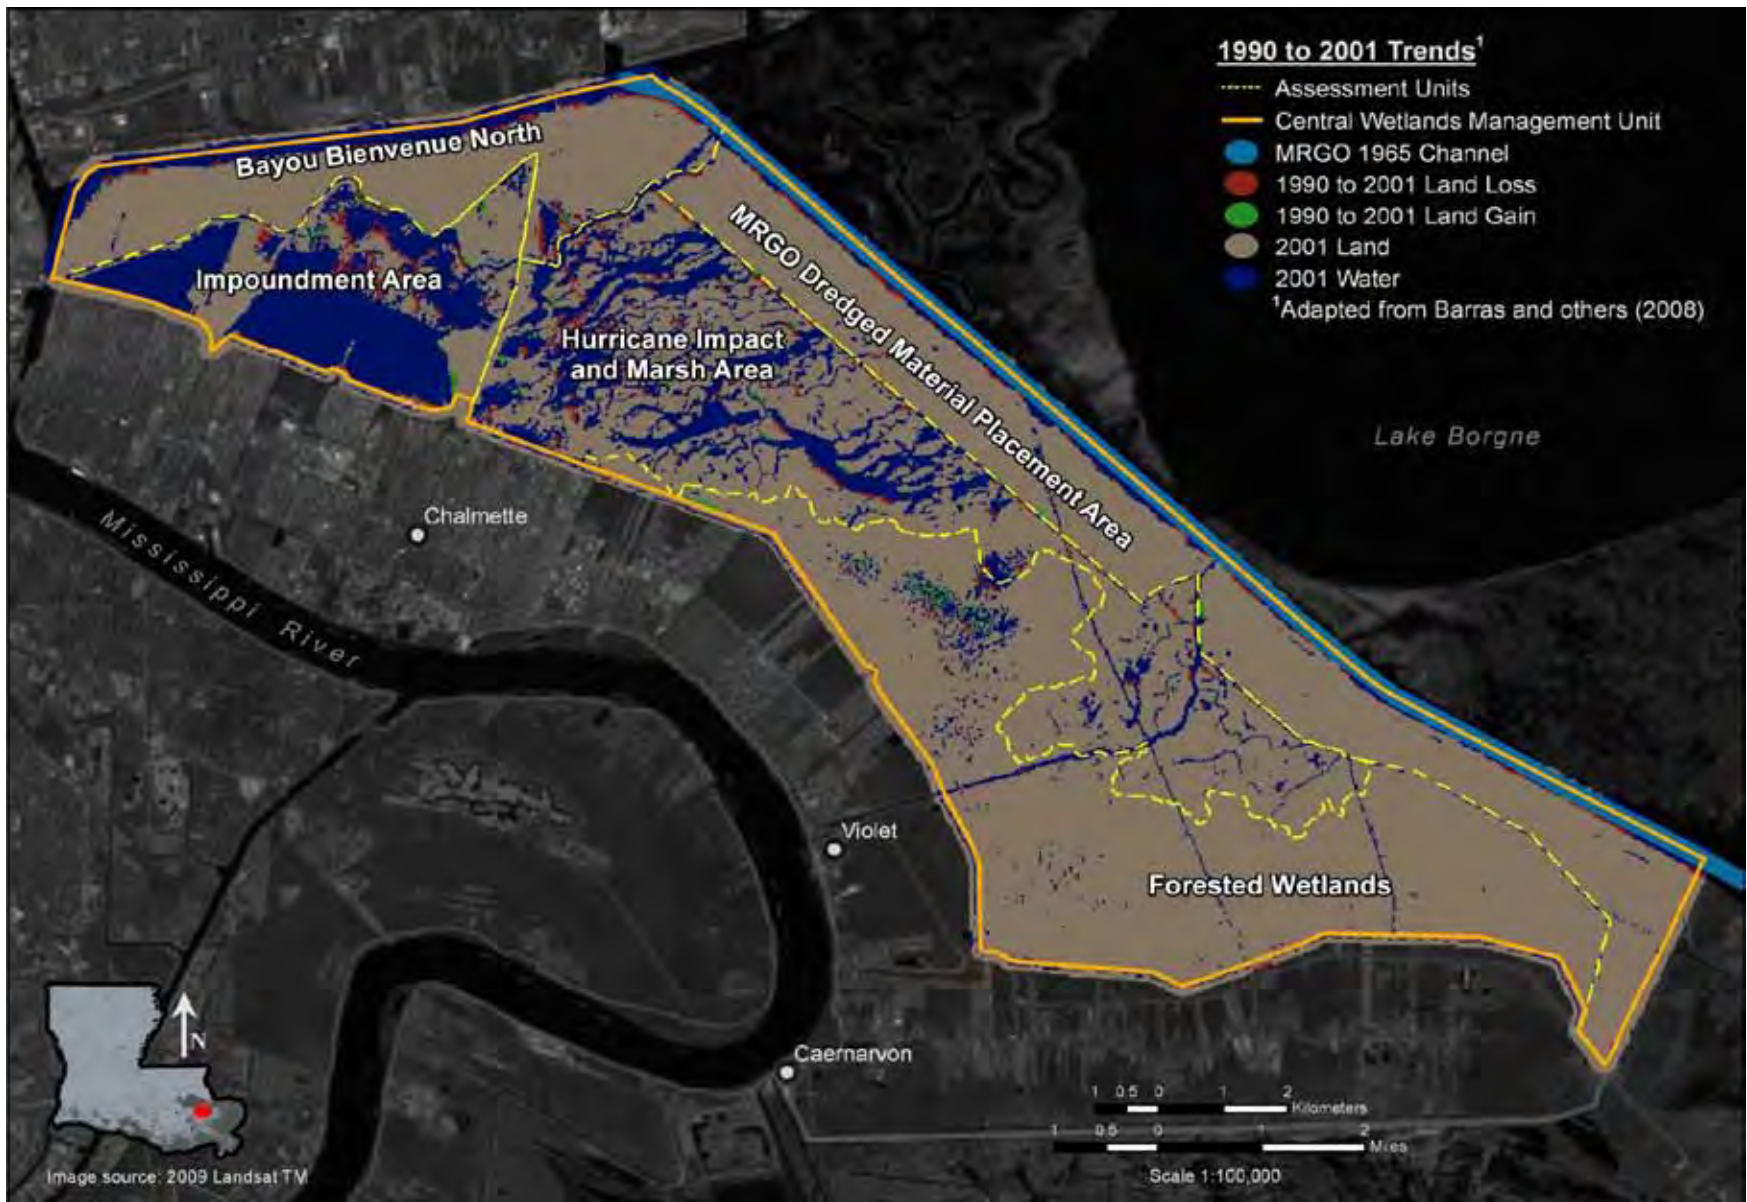 1990 to 2001 Trends¹
Assessment Units
Central Wetlands Management Unit
MRGO 1965 Channel
1990 to 2001 Land Loss
1990 to 2001 Land Gain
2001 Land
2001 Water
¹Adapted from Barras and others (2008)
Bayou Bienvenue North
Impoundment Area
Hurricane Impact
and Marsh Area
MRGO Dredged Material Placement Area
Lake Borgne
Chalmette
Mississippi River
Violet
Forested Wetlands
Caernarvon
N
1 0.5 0 1 2
Kilometers
1 0.5 0 1 2
Miles
Scale 1:100,000
Image source: 2009 Landsat TM